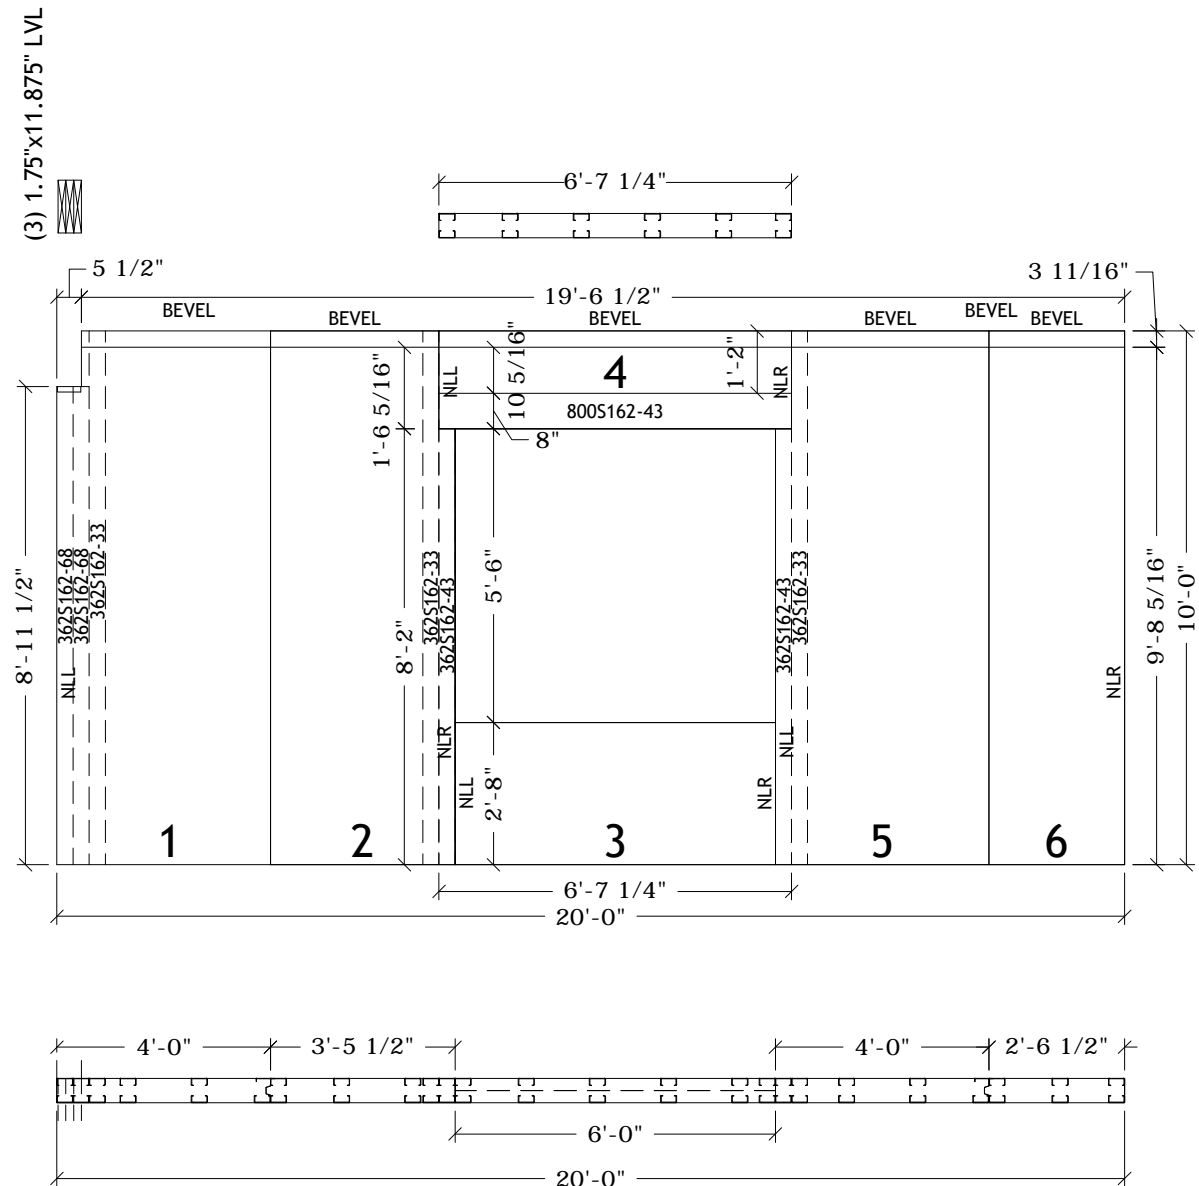 (3) 1.75"x11.875" LVL
6'-7 1/4"
5 1/2"
3 11/16"
19'-6 1/2"
BEVEL
BEVEL
BEVEL
BEVEL
BEVEL
BEVEL
1'-6 5/16"
NLL
10 5/16"
4
1'-2"
NLR
800S162-43
8"
8'-11 1/2"
362S162-68
362S162-68
362S162-33
NLL
8'-2"
362S162-33
362S162-43
NLR
5'-6"
362S162-43
362S162-33
NLL
NLR
9'-8 5/16"
10'-0"
NLL
2'-8"
NLR
1
2
3
5
6
6'-7 1/4"
20'-0"
4'-0"
3'-5 1/2"
4'-0"
2'-6 1/2"
6'-0"
20'-0"